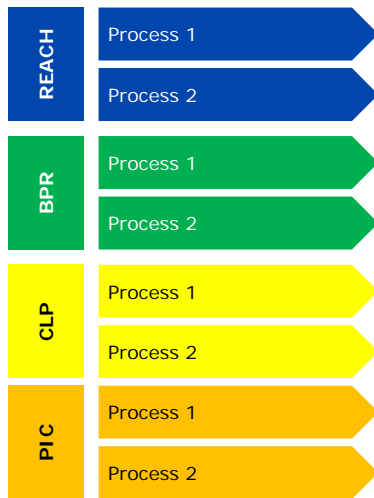 REACH
Process 1
Process 2
BPR
Process 1
Process 2
CLP
Process 1
Process 2
PIC
Process 1
Process 2